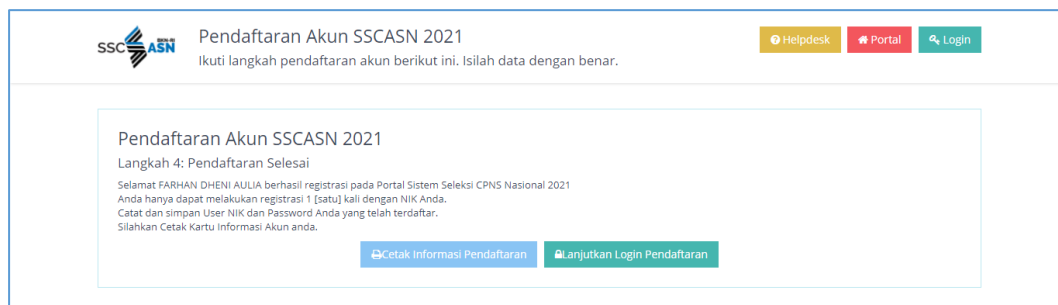 SSC ASN
BKN-RI
Pendaftaran Akun SSCASN 2021
Ikuti langkah pendaftaran akun berikut ini. Isilah data dengan benar.
Helpdesk
Portal
Login
Pendaftaran Akun SSCASN 2021
Langkah 4: Pendaftaran Selesai
Selamat FARHAN DHENI AULIA berhasil registrasi pada Portal Sistem Seleksi CPNS Nasional 2021
Anda hanya dapat melakukan registrasi 1 [satu] kali dengan NIK Anda.
Catat dan simpan User NIK dan Password Anda yang telah terdaftar.
Silahkan Cetak Kartu Informasi Akun anda.
Cetak Informasi Pendaftaran
Lanjutkan Login Pendaftaran